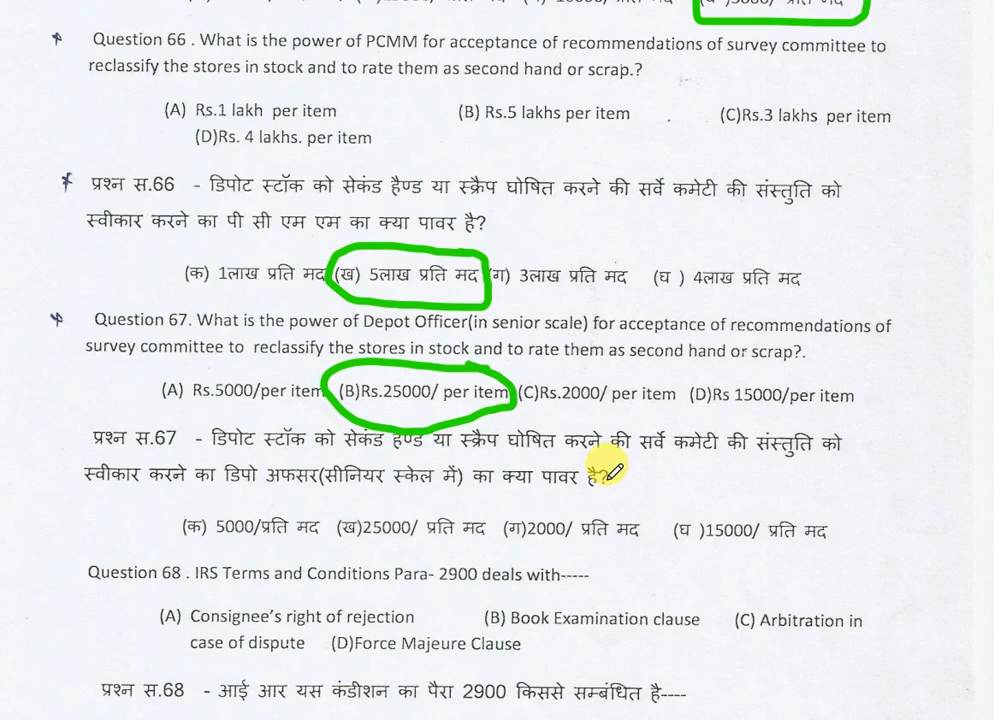 Question 66 . What is the power of PCMM for acceptance of recommendations of survey committee to
reclassify the stores in stock and to rate them as second hand or scrap.?
(A) Rs.1 lakh per item (B) Rs.5 lakhs per item (C)Rs.3 lakhs per item
(D)Rs. 4 lakhs. per item
प्रश्न स.66 - डिपोट स्टॉक को सेकंड हैण्ड या स्क्रैप घोषित करने की सर्वे कमेटी की संस्तुति को
स्वीकार करने का पी सी एम एम का क्या पावर है?
(क) 1लाख प्रति मद (ख) 5लाख प्रति मद (ग) 3लाख प्रति मद (घ ) 4लाख प्रति मद
Question 67. What is the power of Depot Officer(in senior scale) for acceptance of recommendations of
survey committee to reclassify the stores in stock and to rate them as second hand or scrap?.
(A) Rs.5000/per item (B)Rs.25000/ per item (C)Rs.2000/ per item (D)Rs 15000/per item
प्रश्न स.67 - डिपोट स्टॉक को सेकंड हैण्ड या स्क्रैप घोषित करने की सर्वे कमेटी की संस्तुति को
स्वीकार करने का डिपो अफसर(सीनियर स्केल में) का क्या पावर है?
(क) 5000/प्रति मद (ख)25000/ प्रति मद (ग)2000/ प्रति मद (घ )15000/ प्रति मद
Question 68 . IRS Terms and Conditions Para- 2900 deals with-----
(A) Consignee's right of rejection (B) Book Examination clause (C) Arbitration in
case of dispute (D)Force Majeure Clause
प्रश्न स.68 - आई आर यस कंडीशन का पैरा 2900 किससे सम्बंधित है----